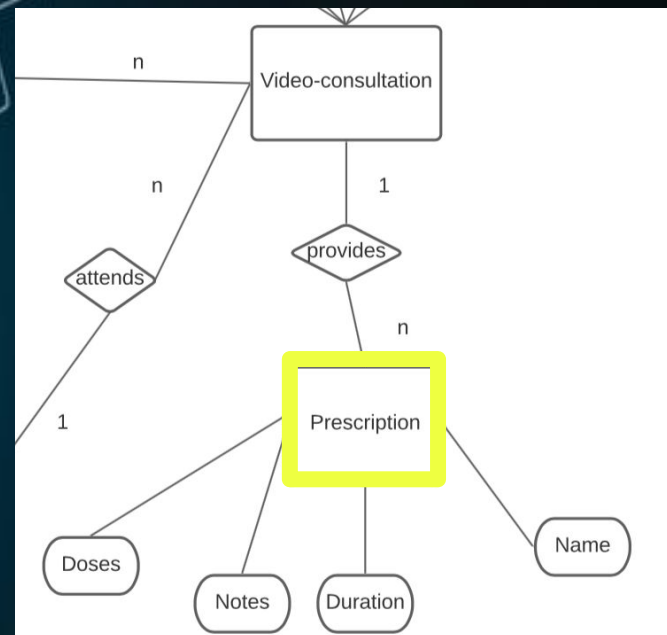 n
Video-consultation
n
1
provides
attends
n
1
Prescription
Doses
Name
Notes
Duration